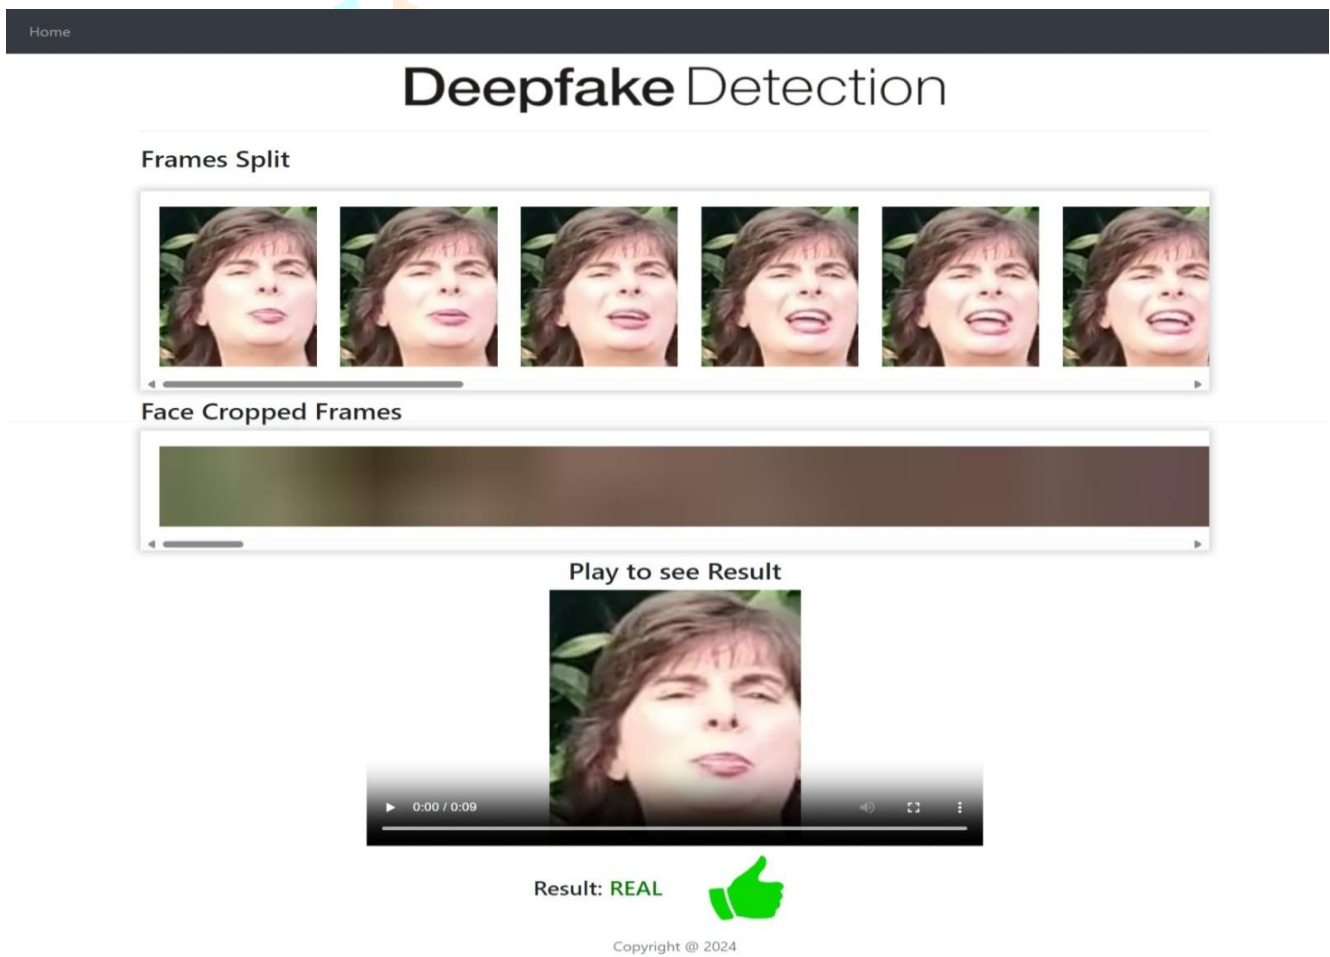 Home
Deepfake Detection
Frames Split
Face Cropped Frames
Play to see Result
0:00 / 0:09
Result: REAL
Copyright @ 2024